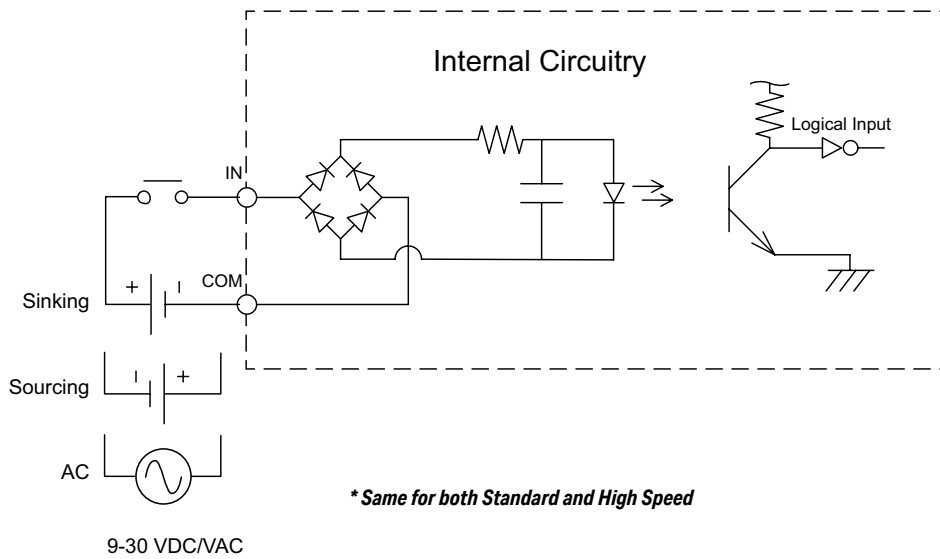 Internal Circuitry
Logical Input
IN
COM
+ −
Sinking
− +
Sourcing
AC
* Same for both Standard and High Speed
9-30 VDC/VAC